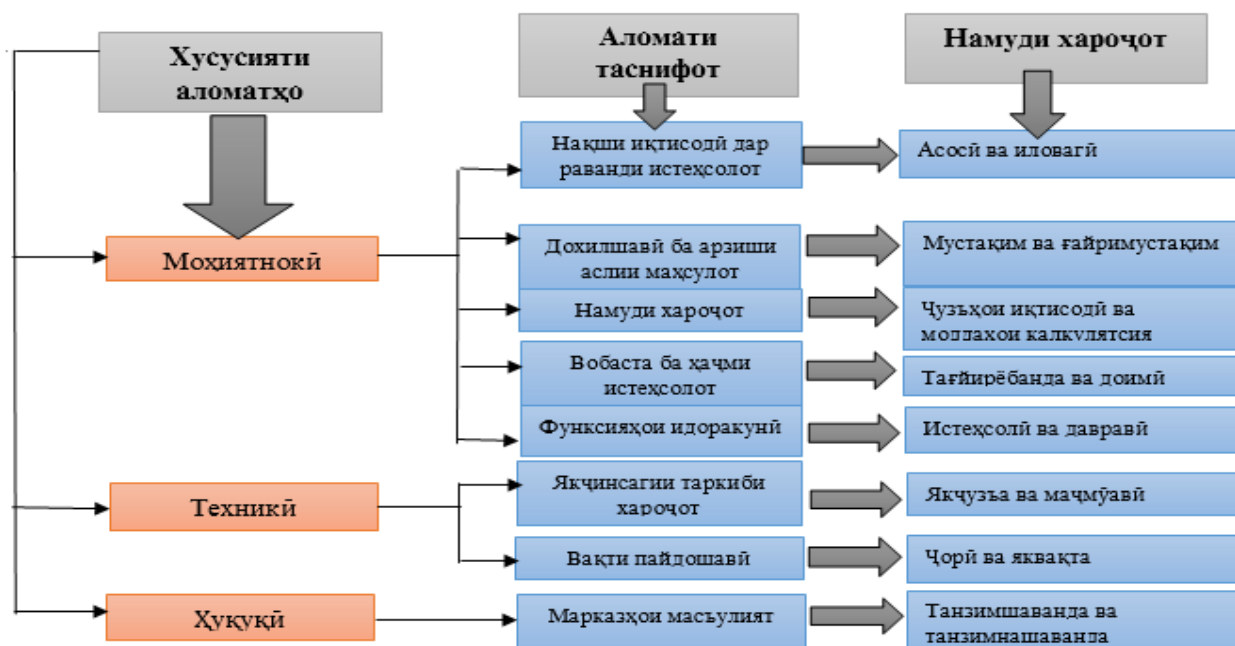 Хусусияти
аломатҳо
Аломати
таснифот
Намуди хароҷот
Нақши иқтисодӣ дар
раванди истеҳсолот
Асосӣ ва иловагӣ
Моҳиятнокӣ
Дохилшавӣ ба арзиши
аслии маҳсулот
Мустақим ва ғайримустақим
Намуди хароҷот
Ҷузъҳои иқтисодӣ ва
моддаҳои калкулятсия
Вобаста ба ҳаҷми
истеҳсолот
Тағйирёбанда ва доимӣ
Функсияҳои идоракунӣ
Истеҳсолӣ ва давравӣ
Техникӣ
Якҷинсагии таркиби
хароҷот
Якҷузъа ва маҷмӯавӣ
Вақти пайдошавӣ
Ҷорӣ ва яквақта
Ҳуқуқӣ
Марказҳои масъулият
Танзимшаванда ва
танзимнашаванда